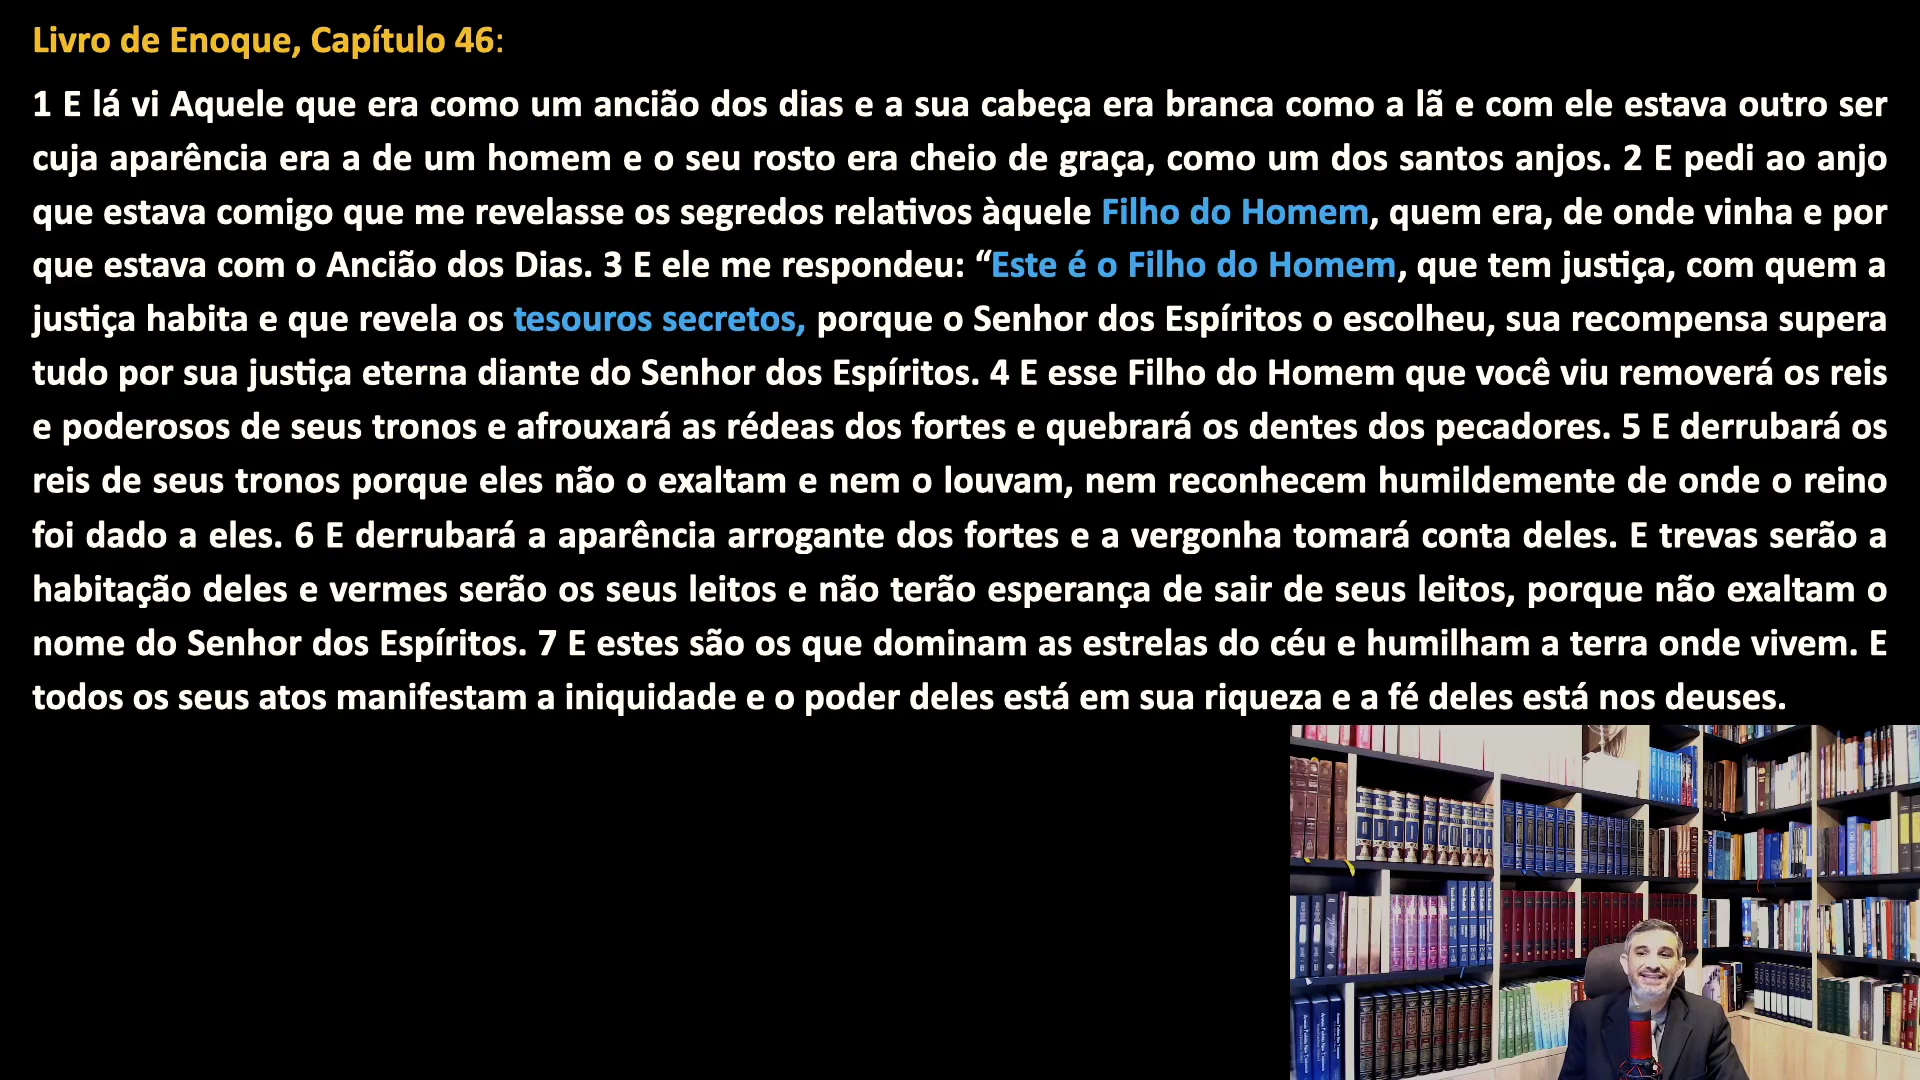 Livro de Enoque, Capítulo 46:
1 E lá vi Aquele que era como um ancião dos dias e a sua cabeça era branca como a lã e com ele estava outro ser
cuja aparência era a de um homem e o seu rosto era cheio de graça, como um dos santos anjos. 2 E pedi ao anjo
que estava comigo que me revelasse os segredos relativos àquele Filho do Homem, quem era, de onde vinha e por
que estava com o Ancião dos Dias. 3 E ele me respondeu: “Este é o Filho do Homem, que tem justiça, com quem a
justiça habita e que revela os tesouros secretos, porque o Senhor dos Espíritos o escolheu, sua recompensa supera
tudo por sua justiça eterna diante do Senhor dos Espíritos. 4 E esse Filho do Homem que você viu removerá os reis
e poderosos de seus tronos e afrouxará as rédeas dos fortes e quebrará os dentes dos pecadores. 5 E derrubará os
reis de seus tronos porque eles não o exaltam e nem o louvam, nem reconhecem humildemente de onde o reino
foi dado a eles. 6 E derrubará a aparência arrogante dos fortes e a vergonha tomará conta deles. E trevas serão a
habitação deles e vermes serão os seus leitos e não terão esperança de sair de seus leitos, porque não exaltam o
nome do Senhor dos Espíritos. 7 E estes são os que dominam as estrelas do céu e humilham a terra onde vivem. E
todos os seus atos manifestam a iniquidade e o poder deles está em sua riqueza e a fé deles está nos deuses.